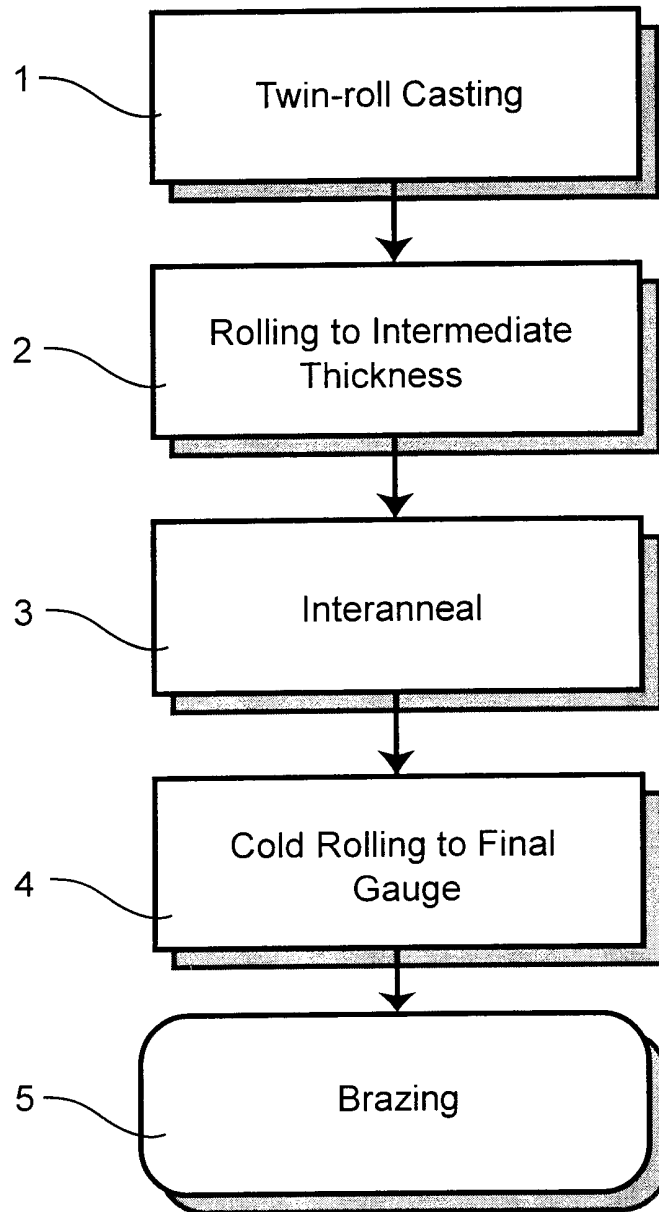 1
Twin-roll Casting
2
Rolling to Intermediate
Thickness
3
Interanneal
4
Cold Rolling to Final
Gauge
5
Brazing